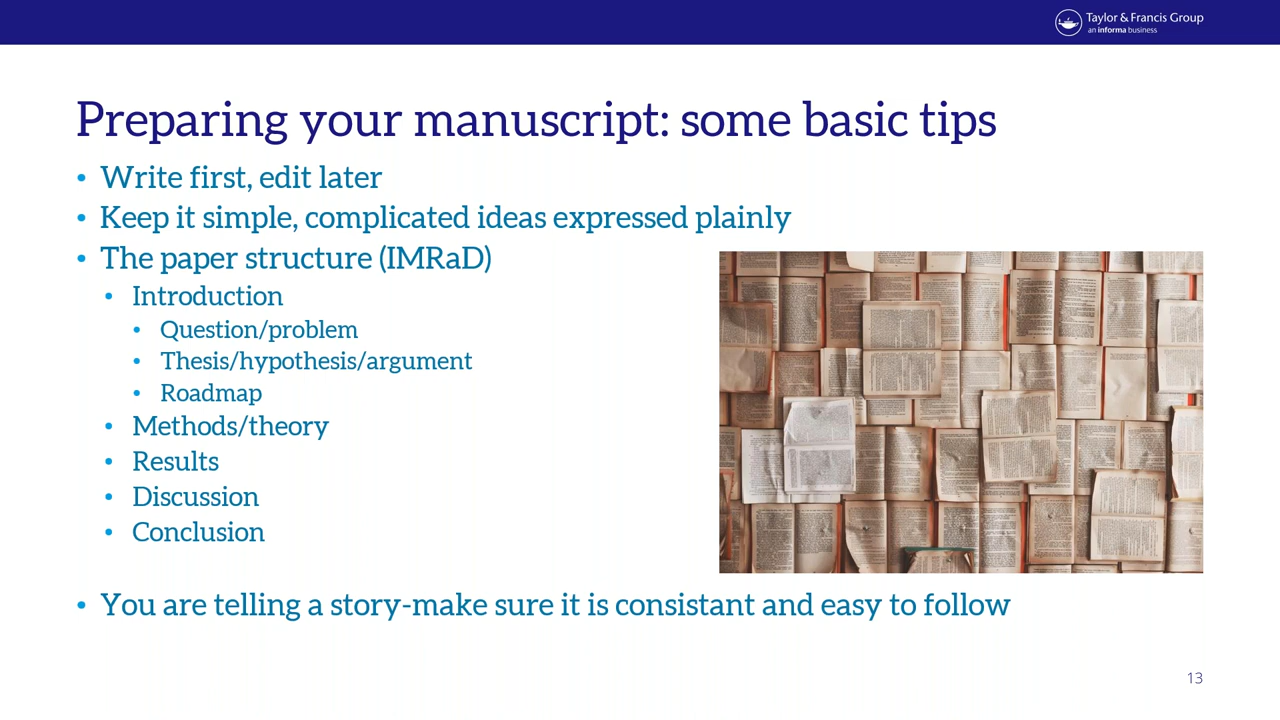 Taylor & Francis Group
an informa business
Preparing your manuscript: some basic tips
• Write first, edit later
• Keep it simple, complicated ideas expressed plainly
• The paper structure (IMRaD)
• Introduction
• Question/problem
• Thesis/hypothesis/argument
• Roadmap
• Methods/theory
• Results
• Discussion
• Conclusion
• You are telling a story-make sure it is consistant and easy to follow
13